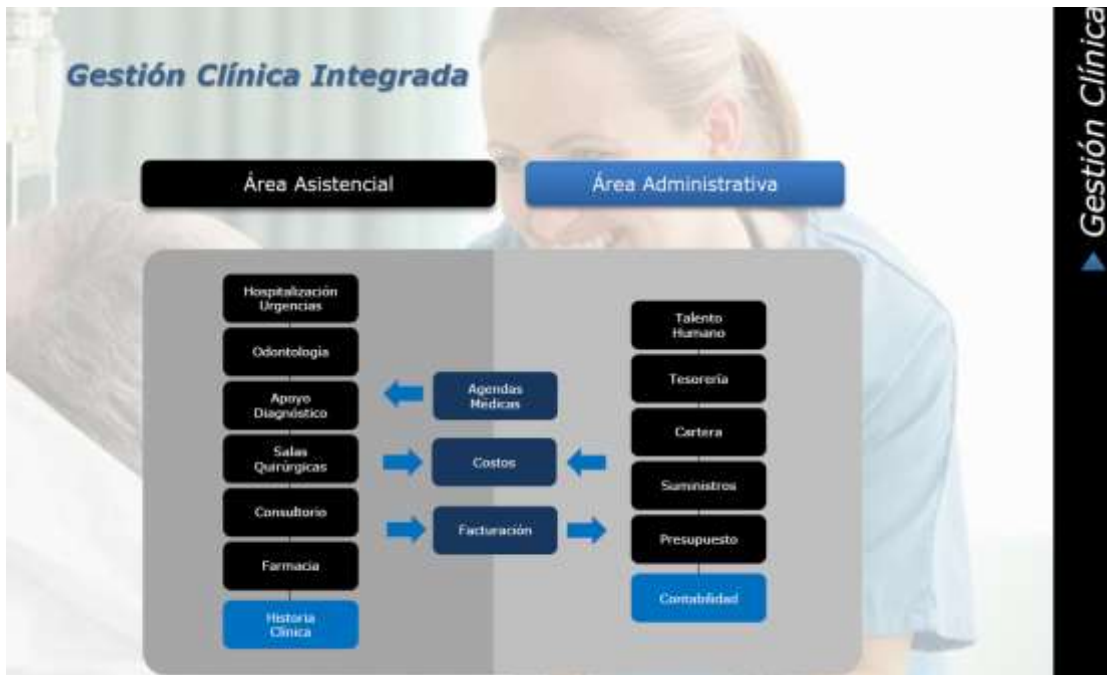 Gestión Clínica Integrada
Área Asistencial
Área Administrativa
Hospitalización
Urgencias
Odontología
Apoyo
Diagnóstico
Salas
Quirúrgicas
Consultorio
Farmacia
Historia
Clínica
Agendas
Médicas
Costos
Facturación
Talento
Humano
Tesorería
Cartera
Suministros
Presupuesto
Contabilidad
Gestión Clínica